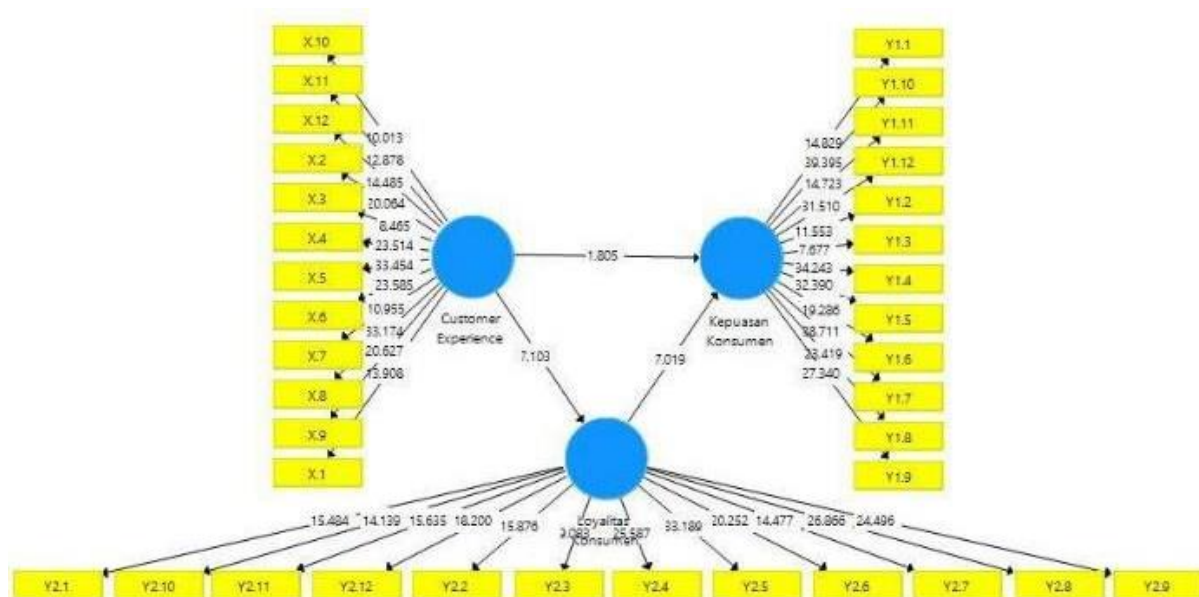 X.10
X.11
X.12
X.2
X.3
X.4
X.5
X.6
X.7
X.8
X.9
X.1
10.013
12.878
14.485
20.064
8.465
23.514
33.454
23.585
10.955
33.174
20.627
13.908
Customer
Experience
1.805
7.103
7.019
Kepuasan
Konsumen
14.829
39.395
14.723
31.510
11.553
7.677
34.243
32.390
19.286
27.340
Y1.1
Y1.10
Y1.11
Y1.12
Y1.2
Y1.3
Y1.4
Y1.5
Y1.6
Y1.7
Y1.8
Y1.9
Loyalitas
Konsumen
15.484
14.139
15.635
18.200
15.876
9.083
25.587
33.189
20.252
14.477
26.866
24.496
Y2.1
Y2.10
Y2.11
Y2.12
Y2.2
Y2.3
Y2.4
Y2.5
Y2.6
Y2.7
Y2.8
Y2.9